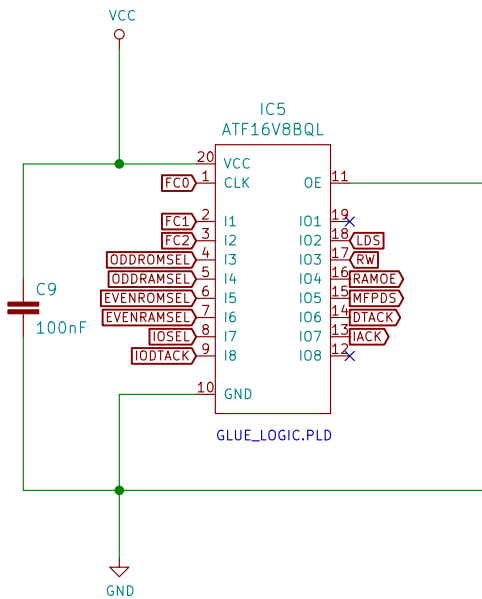 VCC
IC5
ATF16V8BQL
20 VCC
FC0 1 CLK OE 11
FC1 2 I1 IO1 19
FC2 3 I2 IO2 18 LDS
ODDROMSEL 4 I3 IO3 17 RW
ODDRAMSEL 5 I4 IO4 16 RAMOE
EVENROMSEL 6 I5 IO5 15 MFPDS
EVENRAMSEL 7 I6 IO6 14 DTACK
IOSEL 8 I7 IO7 13 IACK
IODTACK 9 I8 IO8 12
C9
100nF
10 GND
GLUE_LOGIC.PLD
GND